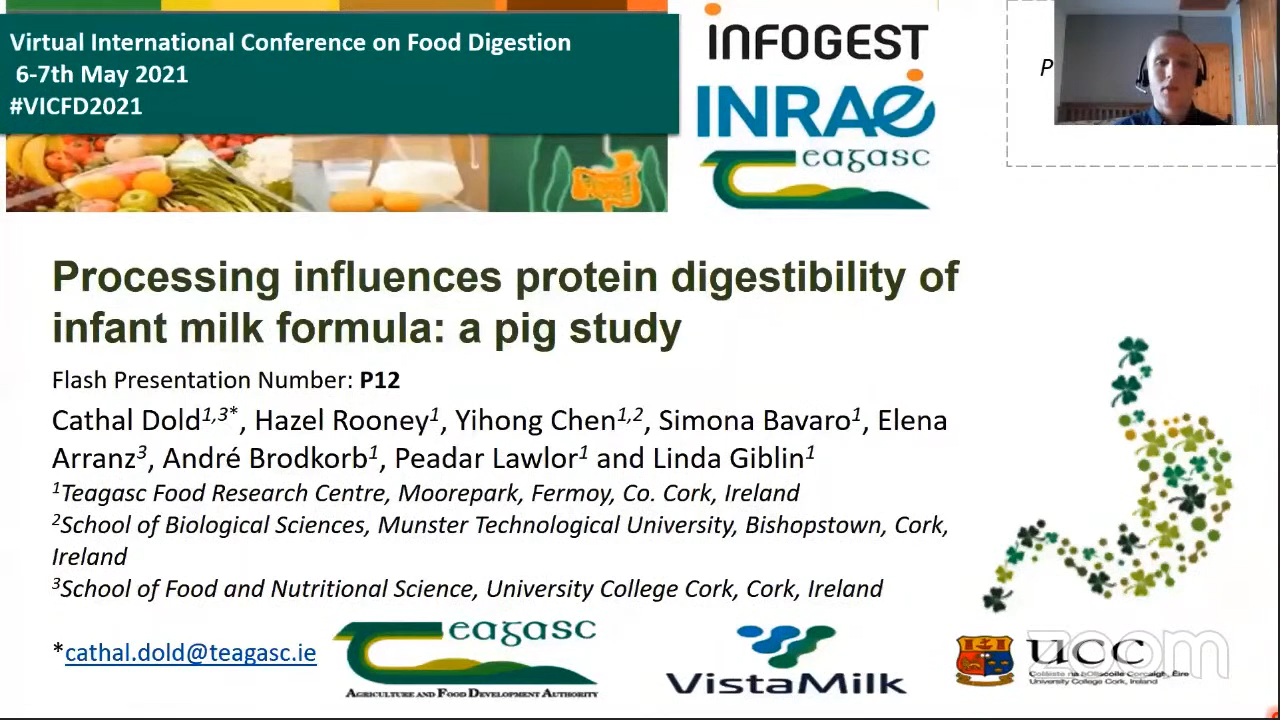 Virtual International Conference on Food Digestion
6-7th May 2021
#VICFD2021
INFOGEST
INRAE
teagasc
P
Processing influences protein digestibility of
infant milk formula: a pig study
Flash Presentation Number: P12
Cathal Dold1,3*, Hazel Rooney1, Yihong Chen1,2, Simona Bavaro1, Elena
Arranz3, André Brodkorb1, Peadar Lawlor1 and Linda Giblin1
1Teagasc Food Research Centre, Moorepark, Fermoy, Co. Cork, Ireland
2School of Biological Sciences, Munster Technological University, Bishopstown, Cork,
Ireland
3School of Food and Nutritional Science, University College Cork, Cork, Ireland
*cathal.dold@teagasc.ie
teagasc
AGRICULTURE AND FOOD DEVELOPMENT AUTHORITY
VistaMilk
UCC
University College Cork, Ireland
zoom